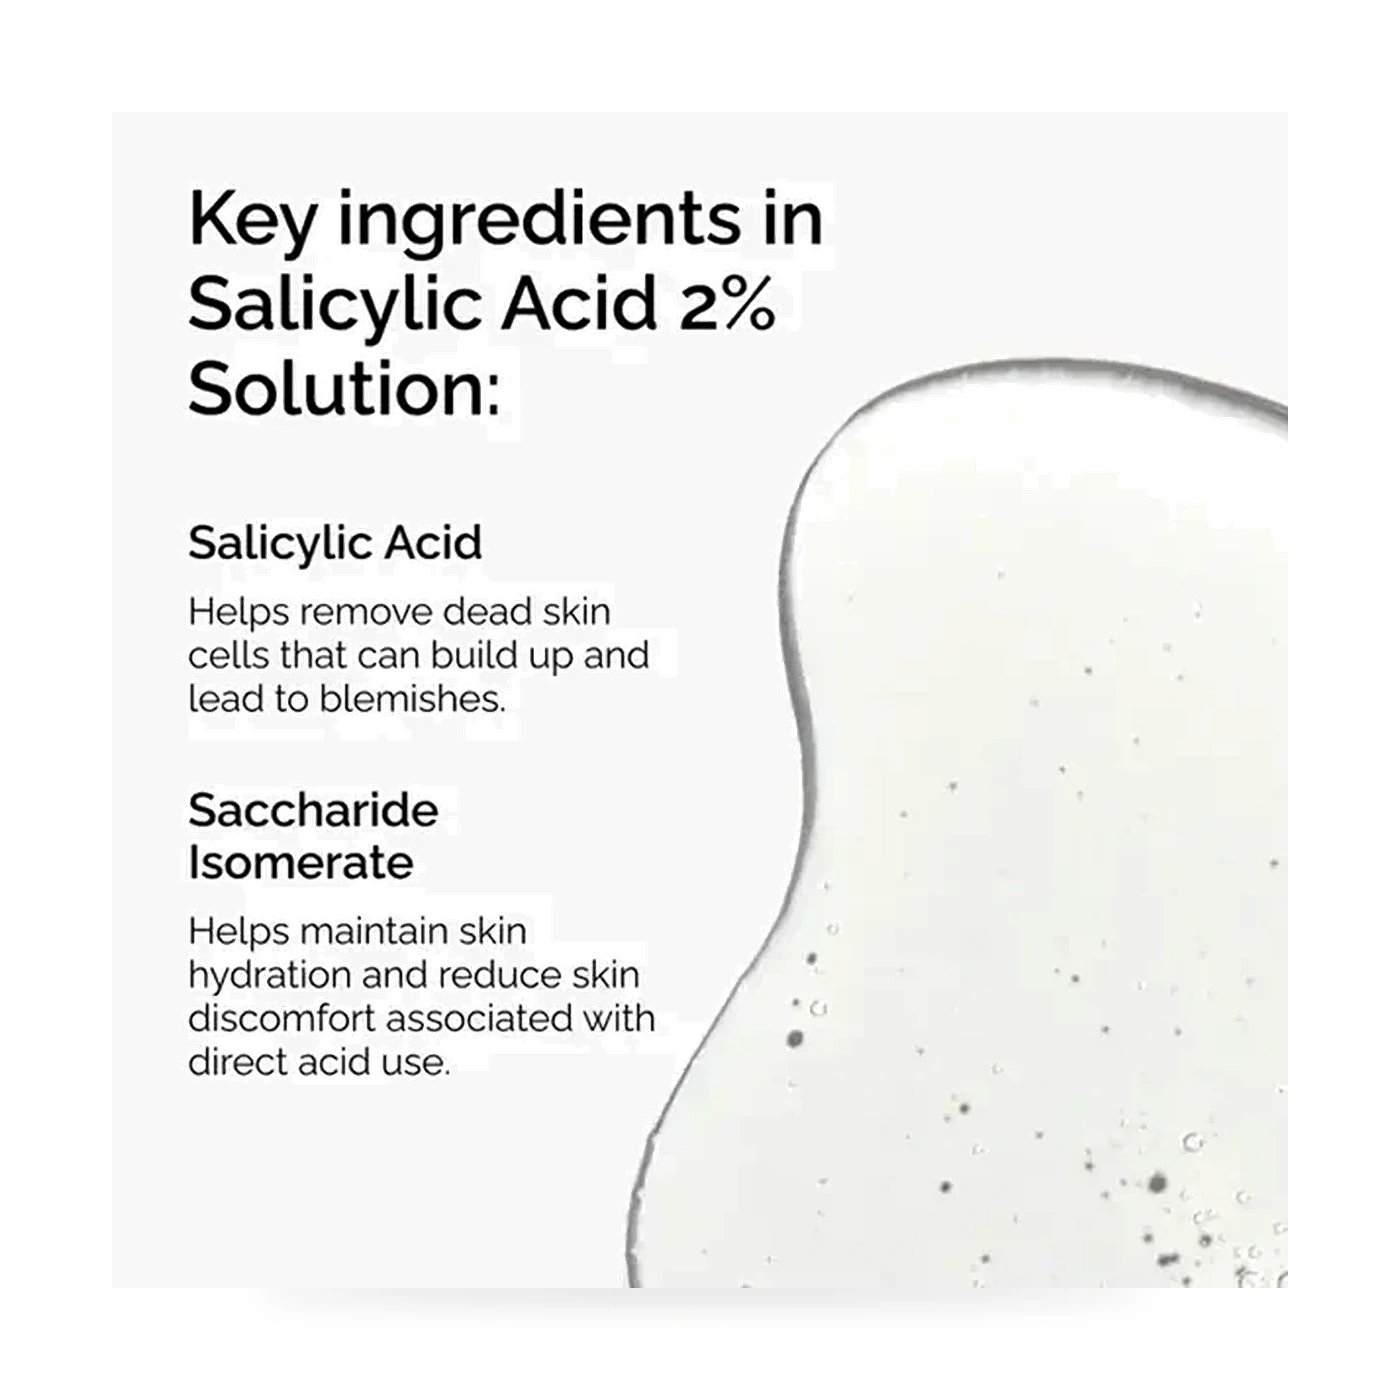 Key ingredients in
Salicylic Acid 2%
Solution:
Salicylic Acid
Helps remove dead skin
cells that can build up and
lead to blemishes.
Saccharide
Isomerate
Helps maintain skin
hydration and reduce skin
discomfort associated with
direct acid use.